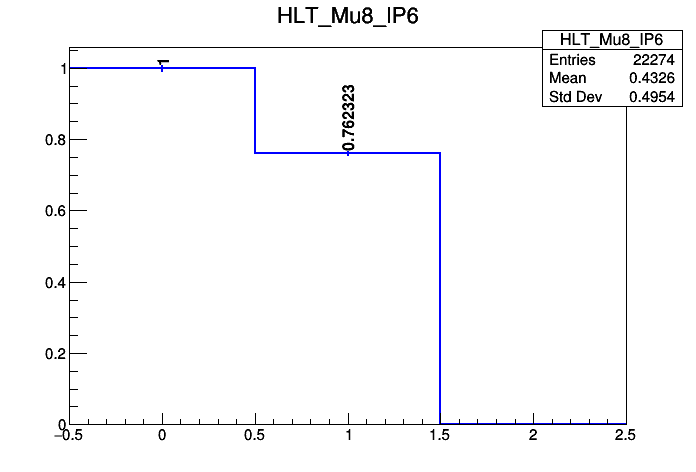 HLT_Mu8_IP6
HLT_Mu8_IP6
Entries 22274
Mean 0.4326
Std Dev 0.4954
1
0.762323
1
0.8
0.6
0.4
0.2
0
−0.5 0 0.5 1 1.5 2 2.5